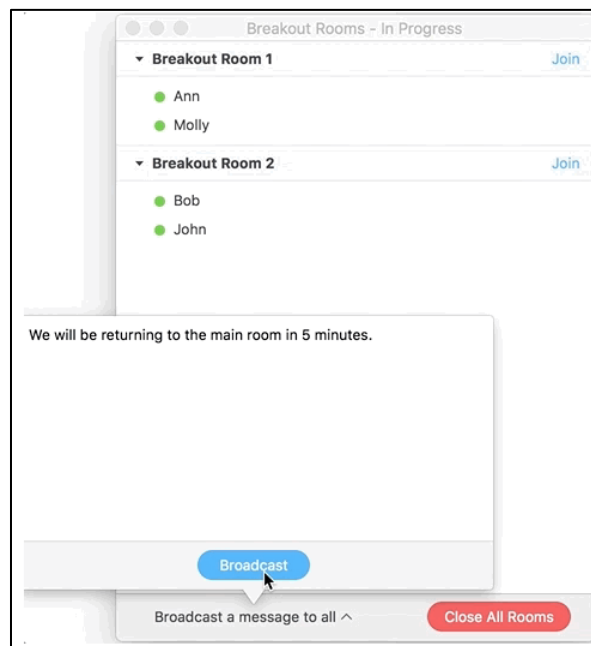 Breakout Rooms - In Progress
Breakout Room 1 Join
Ann
Molly
Breakout Room 2 Join
Bob
John
We will be returning to the main room in 5 minutes.
Broadcast
Broadcast a message to all
Close All Rooms